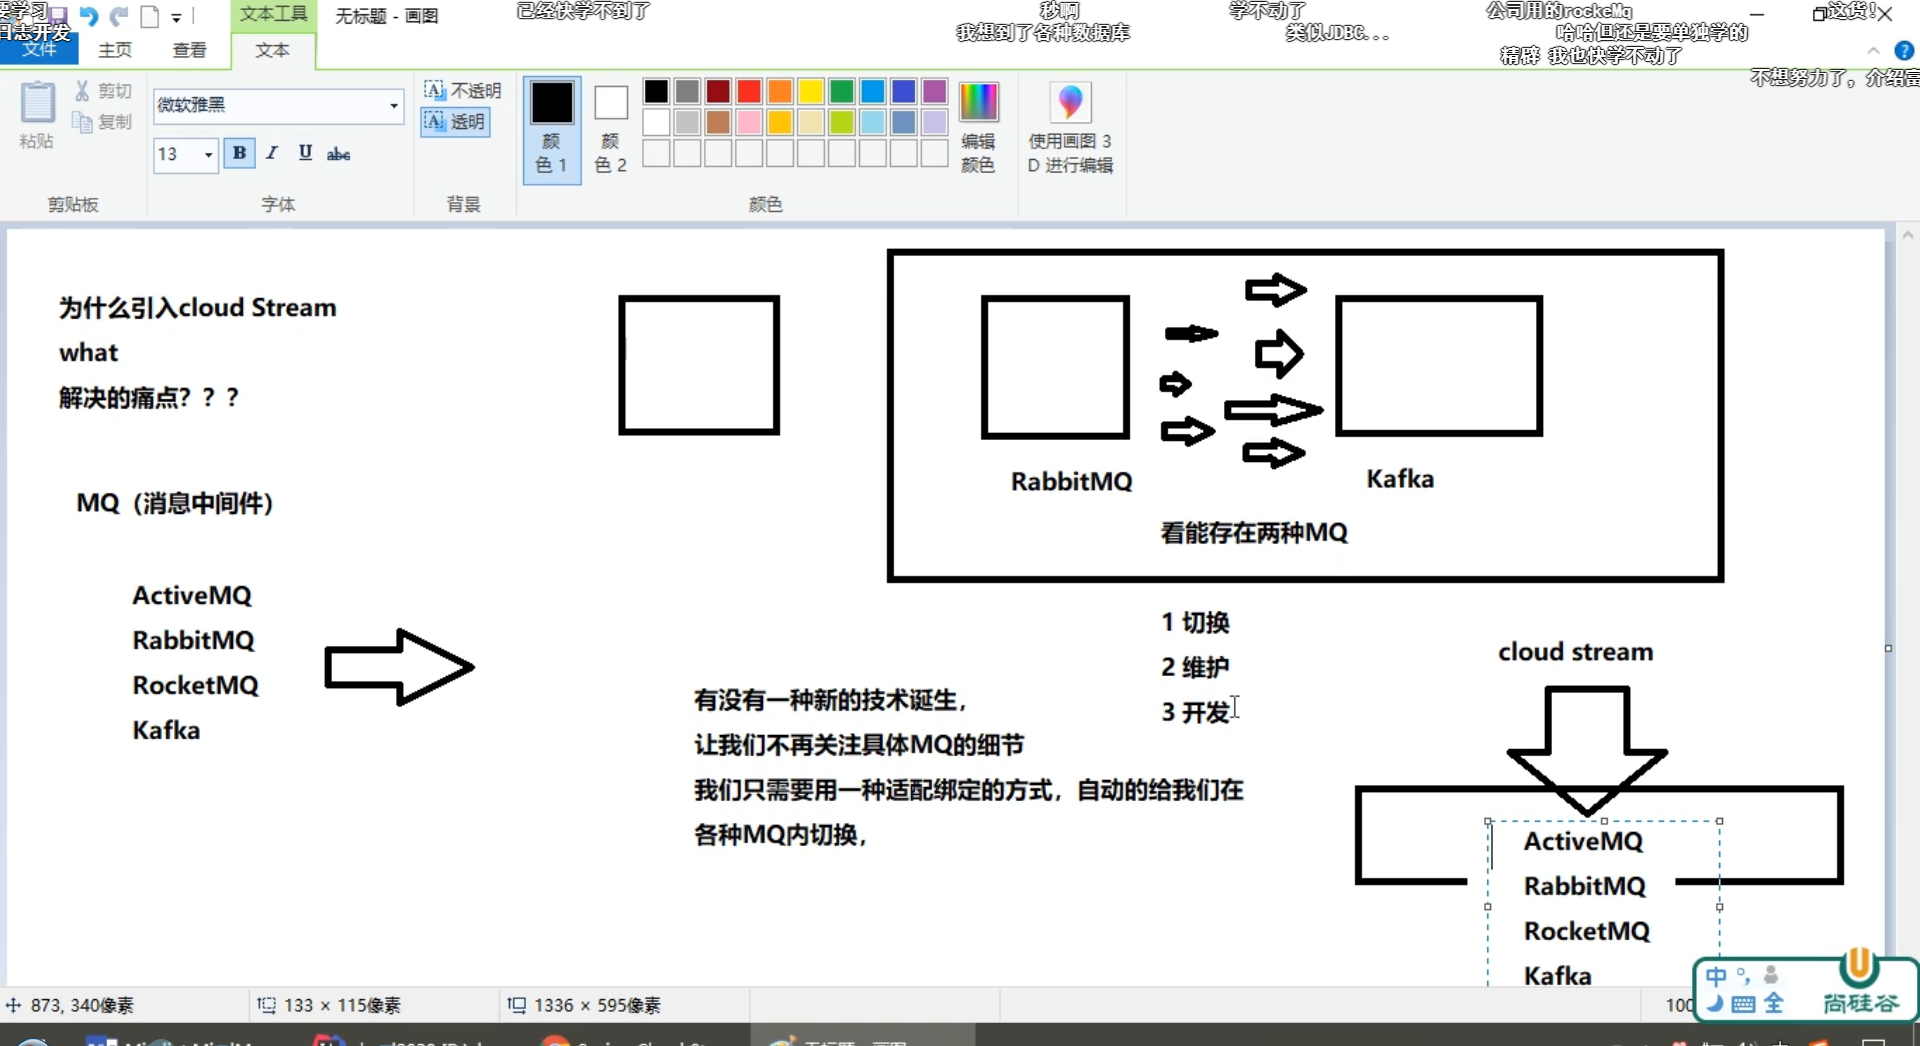 要学习
已经快学不到了
秒啊
学不动了
公司用的rockeMq
这货!
日志开发
我想到了各种数据库
类似JDBC...
哈哈但还是要单独学的
精辟 我也快学不动了
不想努力了，介绍富
文本工具
无标题 - 画图
文件
主页
查看
文本
粘贴
剪切
复制
剪贴板
微软雅黑
13
B I U abc
字体
不透明
透明
背景
颜
色 1
颜
色 2
颜色
编辑
颜色
使用画图 3
D 进行编辑
为什么引入cloud Stream
what
解决的痛点? ? ?
MQ（消息中间件）
ActiveMQ
RabbitMQ
RocketMQ
Kafka
RabbitMQ
Kafka
看能存在两种MQ
1 切换
2 维护
3 开发
有没有一种新的技术诞生，
让我们不再关注具体MQ的细节
我们只需要用一种适配绑定的方式，自动的给我们在
各种MQ内切换，
cloud stream
ActiveMQ
RabbitMQ
RocketMQ
Kafka
873, 340像素
133 × 115像素
1336 × 595像素
100
中
全
尚硅谷
无标题 - 画图